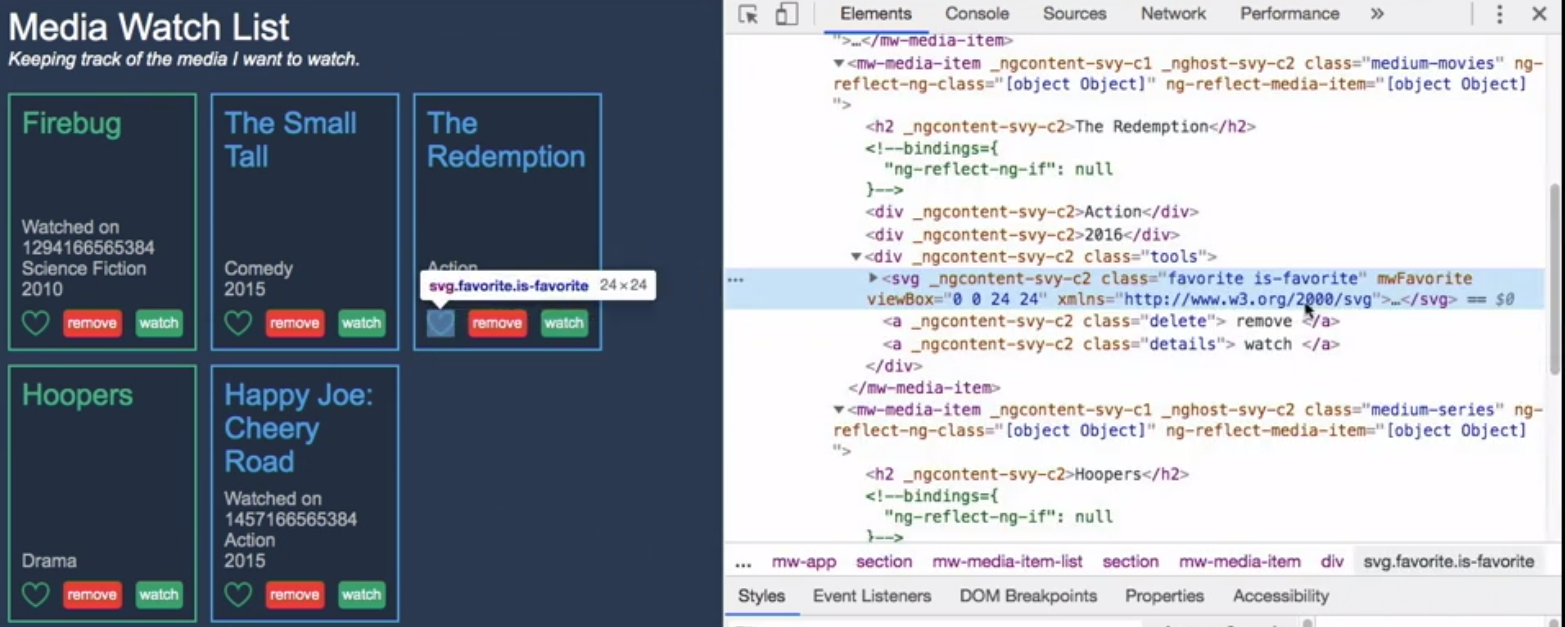 Media Watch List
Keeping track of the media I want to watch.
Firebug
Watched on
1294166565384
Science Fiction
2010
remove
watch
The Small
Tall
Comedy
2015
remove
watch
The
Redemption
Action
svg.favorite.is-favorite 24×24
remove
watch
Hoopers
Drama
remove
watch
Happy Joe:
Cheery
Road
Watched on
1457166565384
Action
2015
remove
watch
Elements Console Sources Network Performance »
">…</mw-media-item>
▼<mw-media-item _ngcontent-svy-c1 _nghost-svy-c2 class="medium-movies" ng-
reflect-ng-class="[object Object]" ng-reflect-media-item="[object Object]
">
<h2 _ngcontent-svy-c2>The Redemption</h2>
<!--bindings={
"ng-reflect-ng-if": null
}-->
<div _ngcontent-svy-c2>Action</div>
<div _ngcontent-svy-c2>2016</div>
▼<div _ngcontent-svy-c2 class="tools">
… ▶<svg _ngcontent-svy-c2 class="favorite is-favorite" mwFavorite
viewBox="0 0 24 24" xmlns="http://www.w3.org/2000/svg">…</svg> == $0
<a _ngcontent-svy-c2 class="delete"> remove </a>
<a _ngcontent-svy-c2 class="details"> watch </a>
</div>
</mw-media-item>
▼<mw-media-item _ngcontent-svy-c1 _nghost-svy-c2 class="medium-series" ng-
reflect-ng-class="[object Object]" ng-reflect-media-item="[object Object]
">
<h2 _ngcontent-svy-c2>Hoopers</h2>
<!--bindings={
"ng-reflect-ng-if": null
}-->
… mw-app section mw-media-item-list section mw-media-item div svg.favorite.is-favorite
Styles Event Listeners DOM Breakpoints Properties Accessibility